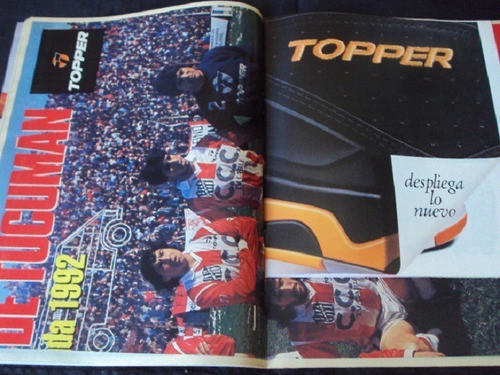 TOPPER
DE TUCUMAN
da 1992
C.C.C
C.C.C
TOPPER
despliega
lo
nuevo
C.C.C